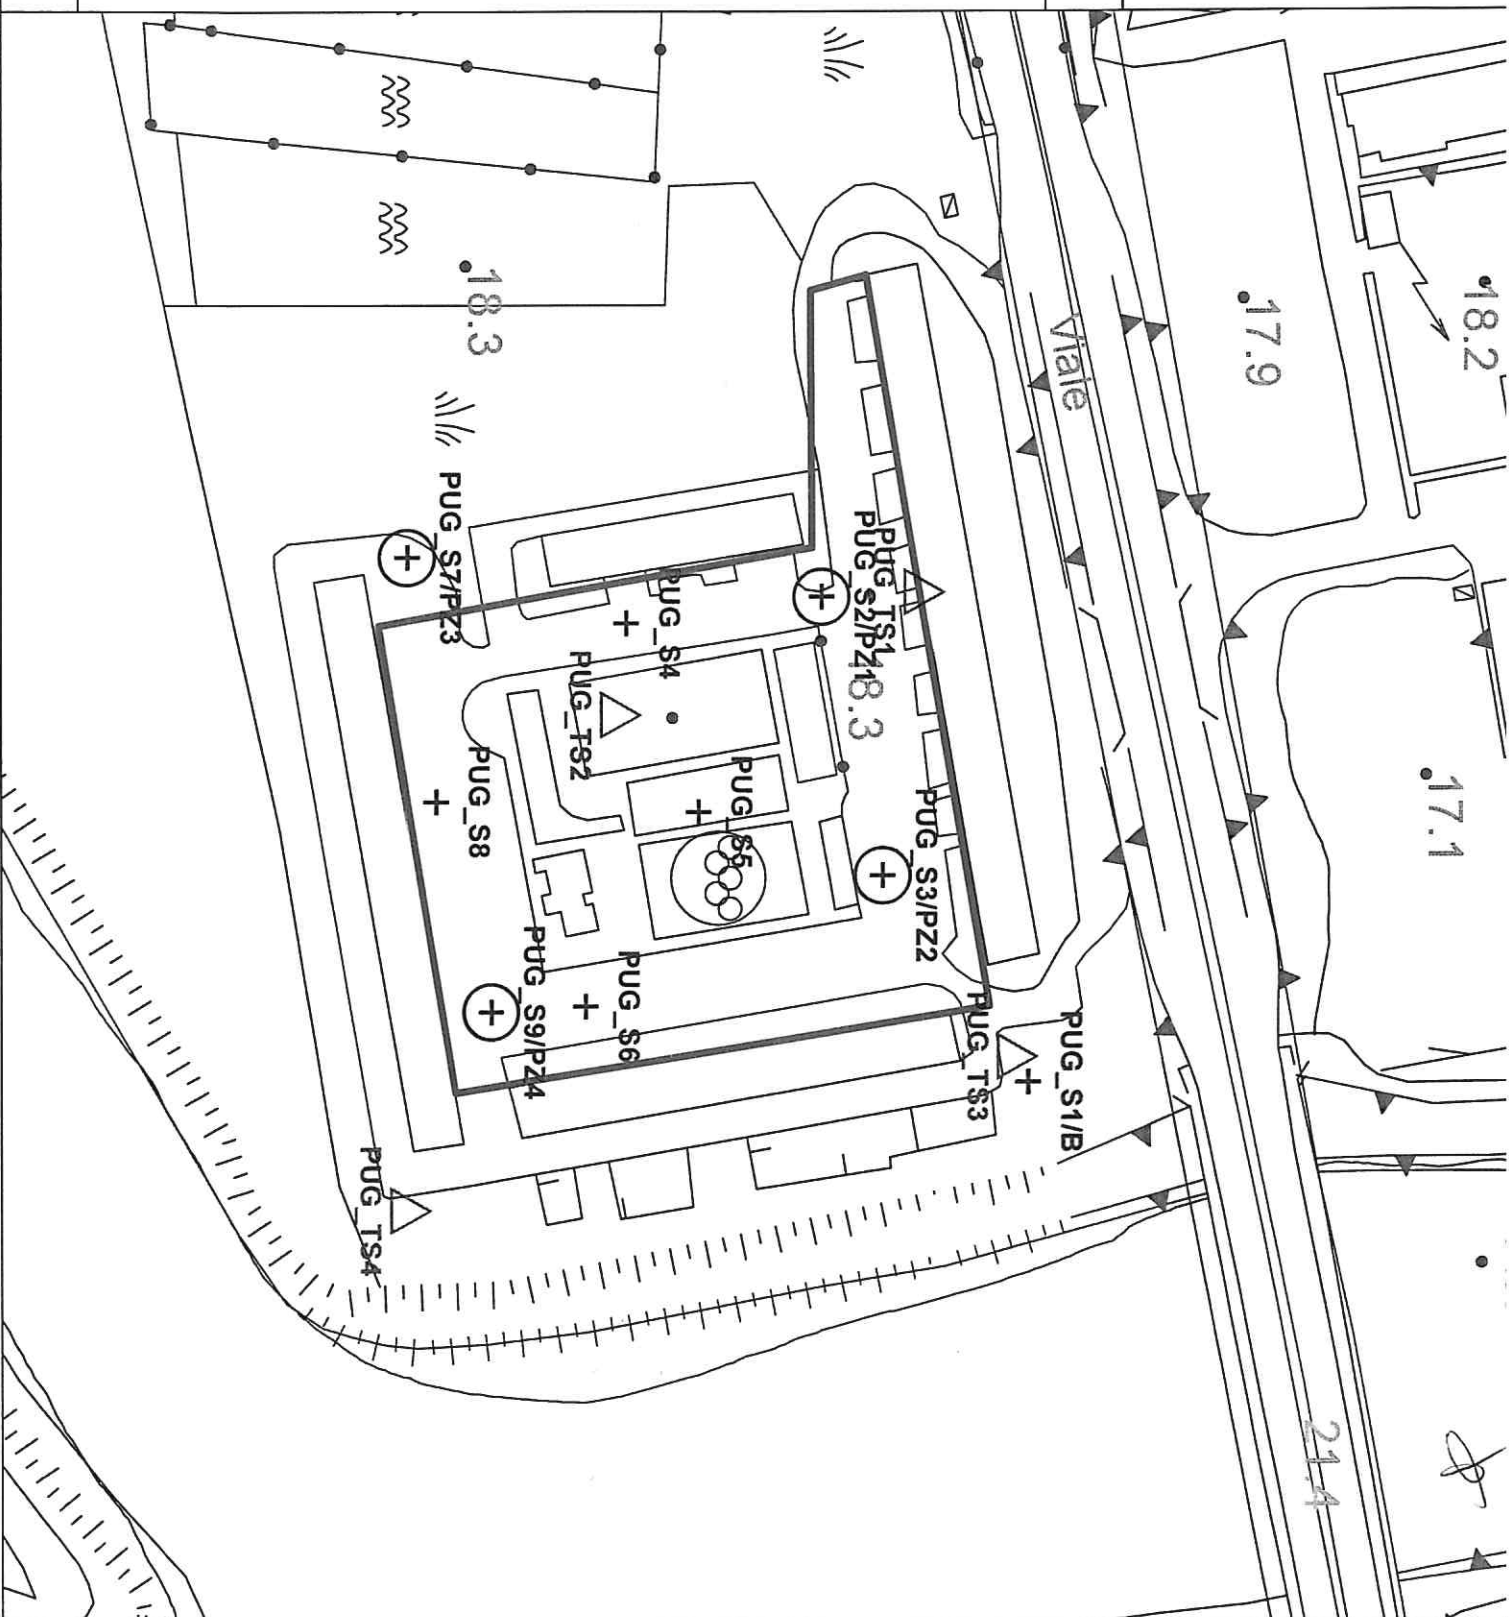 18.2
17.9
17.1
Viale
21.4
18.3
18.3
PUG_TS1
PUG_S2/PZ1
PUG_S3/PZ2
PUG_S1/B
PUG_TS3
PUG_S7/PZ3
PUG_S4
PUG_TS2
PUG_S5
PUG_S8
PUG_S6
PUG_S9/PZ4
PUG_TS4